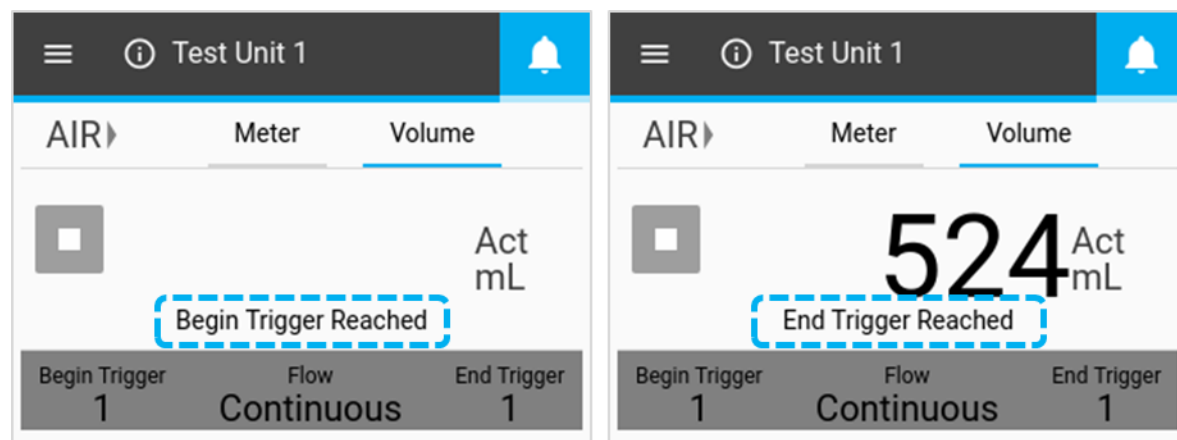 Test Unit 1
AIR Meter Volume
Act
mL
Begin Trigger Reached
Begin Trigger Flow End Trigger
1 Continuous 1
Test Unit 1
AIR Meter Volume
524 Act
mL
End Trigger Reached
Begin Trigger Flow End Trigger
1 Continuous 1